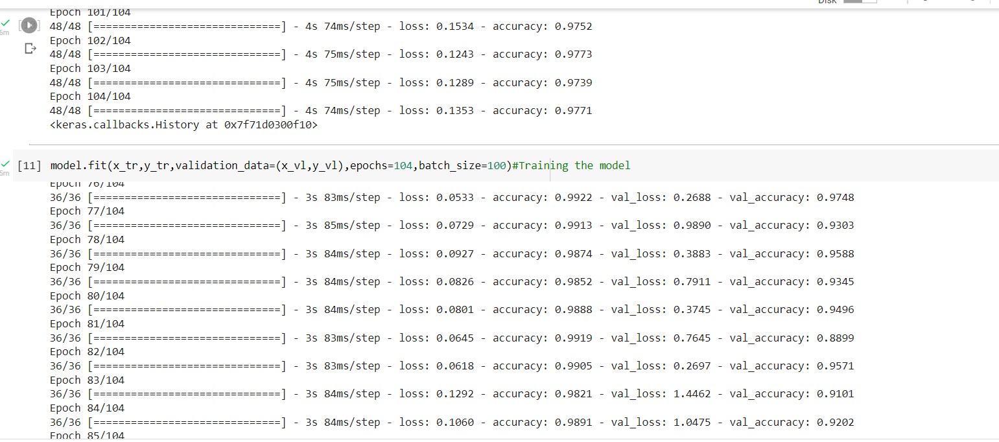 Disk
Epoch 101/104
48/48 [==============================] - 4s 74ms/step - loss: 0.1534 - accuracy: 0.9752
6m
Epoch 102/104
48/48 [==============================] - 4s 75ms/step - loss: 0.1243 - accuracy: 0.9773
Epoch 103/104
48/48 [==============================] - 4s 75ms/step - loss: 0.1289 - accuracy: 0.9739
Epoch 104/104
48/48 [==============================] - 4s 74ms/step - loss: 0.1353 - accuracy: 0.9771
<keras.callbacks.History at 0x7f71d0300f10>
[11] model.fit(x_tr,y_tr,validation_data=(x_vl,y_vl),epochs=104,batch_size=100)#Training the model
5m
Epoch 76/104
36/36 [==============================] - 3s 83ms/step - loss: 0.0533 - accuracy: 0.9922 - val_loss: 0.2688 - val_accuracy: 0.9748
Epoch 77/104
36/36 [==============================] - 3s 85ms/step - loss: 0.0729 - accuracy: 0.9913 - val_loss: 0.9890 - val_accuracy: 0.9303
Epoch 78/104
36/36 [==============================] - 3s 84ms/step - loss: 0.0927 - accuracy: 0.9874 - val_loss: 0.3883 - val_accuracy: 0.9588
Epoch 79/104
36/36 [==============================] - 3s 84ms/step - loss: 0.0826 - accuracy: 0.9852 - val_loss: 0.7911 - val_accuracy: 0.9345
Epoch 80/104
36/36 [==============================] - 3s 84ms/step - loss: 0.0801 - accuracy: 0.9888 - val_loss: 0.3745 - val_accuracy: 0.9496
Epoch 81/104
36/36 [==============================] - 3s 83ms/step - loss: 0.0645 - accuracy: 0.9919 - val_loss: 0.7645 - val_accuracy: 0.8899
Epoch 82/104
36/36 [==============================] - 3s 83ms/step - loss: 0.0618 - accuracy: 0.9905 - val_loss: 0.2697 - val_accuracy: 0.9571
Epoch 83/104
36/36 [==============================] - 3s 84ms/step - loss: 0.1292 - accuracy: 0.9821 - val_loss: 1.4462 - val_accuracy: 0.9101
Epoch 84/104
36/36 [==============================] - 3s 84ms/step - loss: 0.1060 - accuracy: 0.9891 - val_loss: 1.0475 - val_accuracy: 0.9202
Epoch 85/104